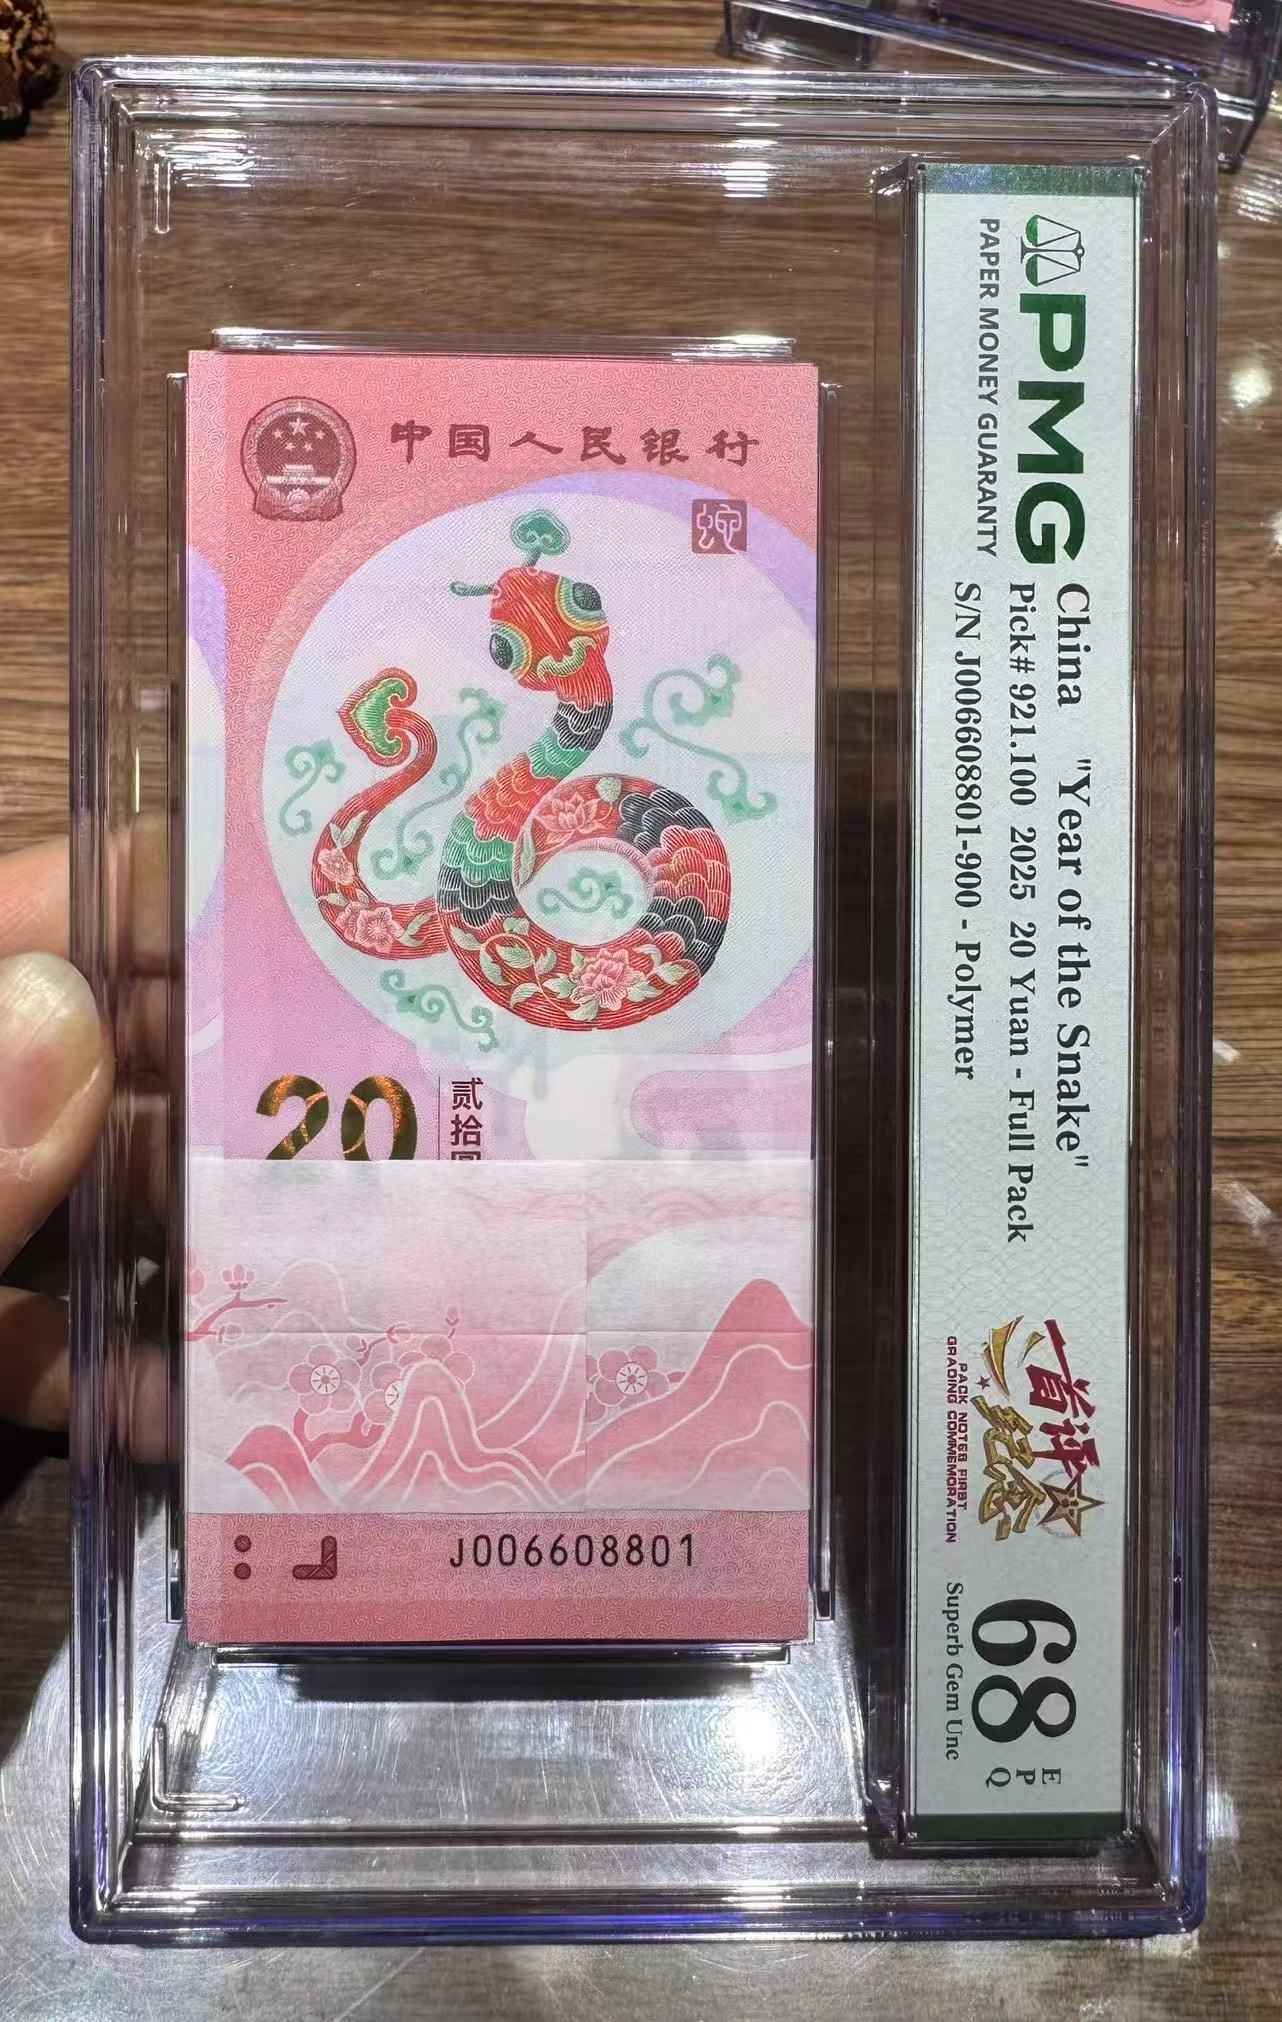 中国人民银行
蛇
20
贰拾圆
J006608801
PMG
PAPER MONEY GUARANTY
China "Year of the Snake"
Pick# 921.100 2025 20 Yuan - Full Pack
S/N J006608801-900 - Polymer
首评
纪念
PACK NOTES FIRST
GRADING COMMEMORATION
68 EPQ
Superb Gem Unc